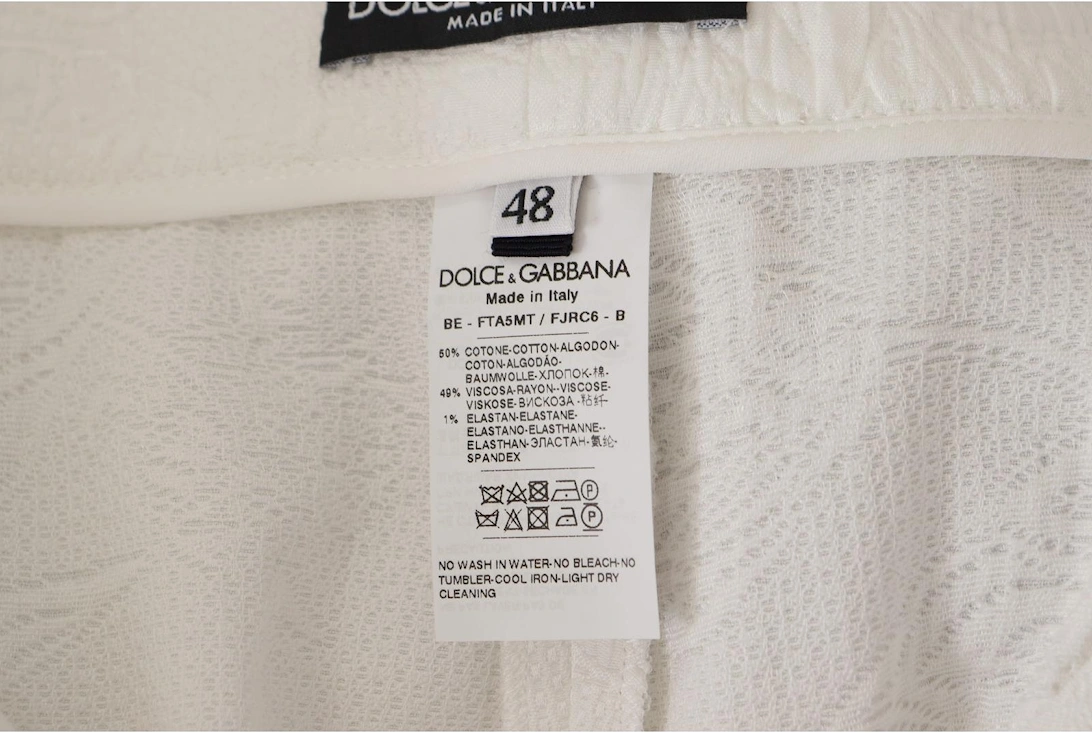 DOLCE
MADE IN ITALY
48
DOLCE & GABBANA
Made in Italy
BE - FTA5MT / FJRC6 - B
50% COTONE-COTTON-ALGODON-
COTON-ALGODÃO-
BAUMWOLLE-ХЛОПОК-棉-
49% VISCOSA-RAYON--VISCOSE-
VISKOSE-ВИСКОЗА-粘纤-
1% ELASTAN-ELASTANE-
ELASTANO-ELASTHANNE--
ELASTHAN-ЭЛАСТАН-氨纶-
SPANDEX
P
P
NO WASH IN WATER-NO BLEACH-NO
TUMBLER-COOL IRON-LIGHT DRY
CLEANING